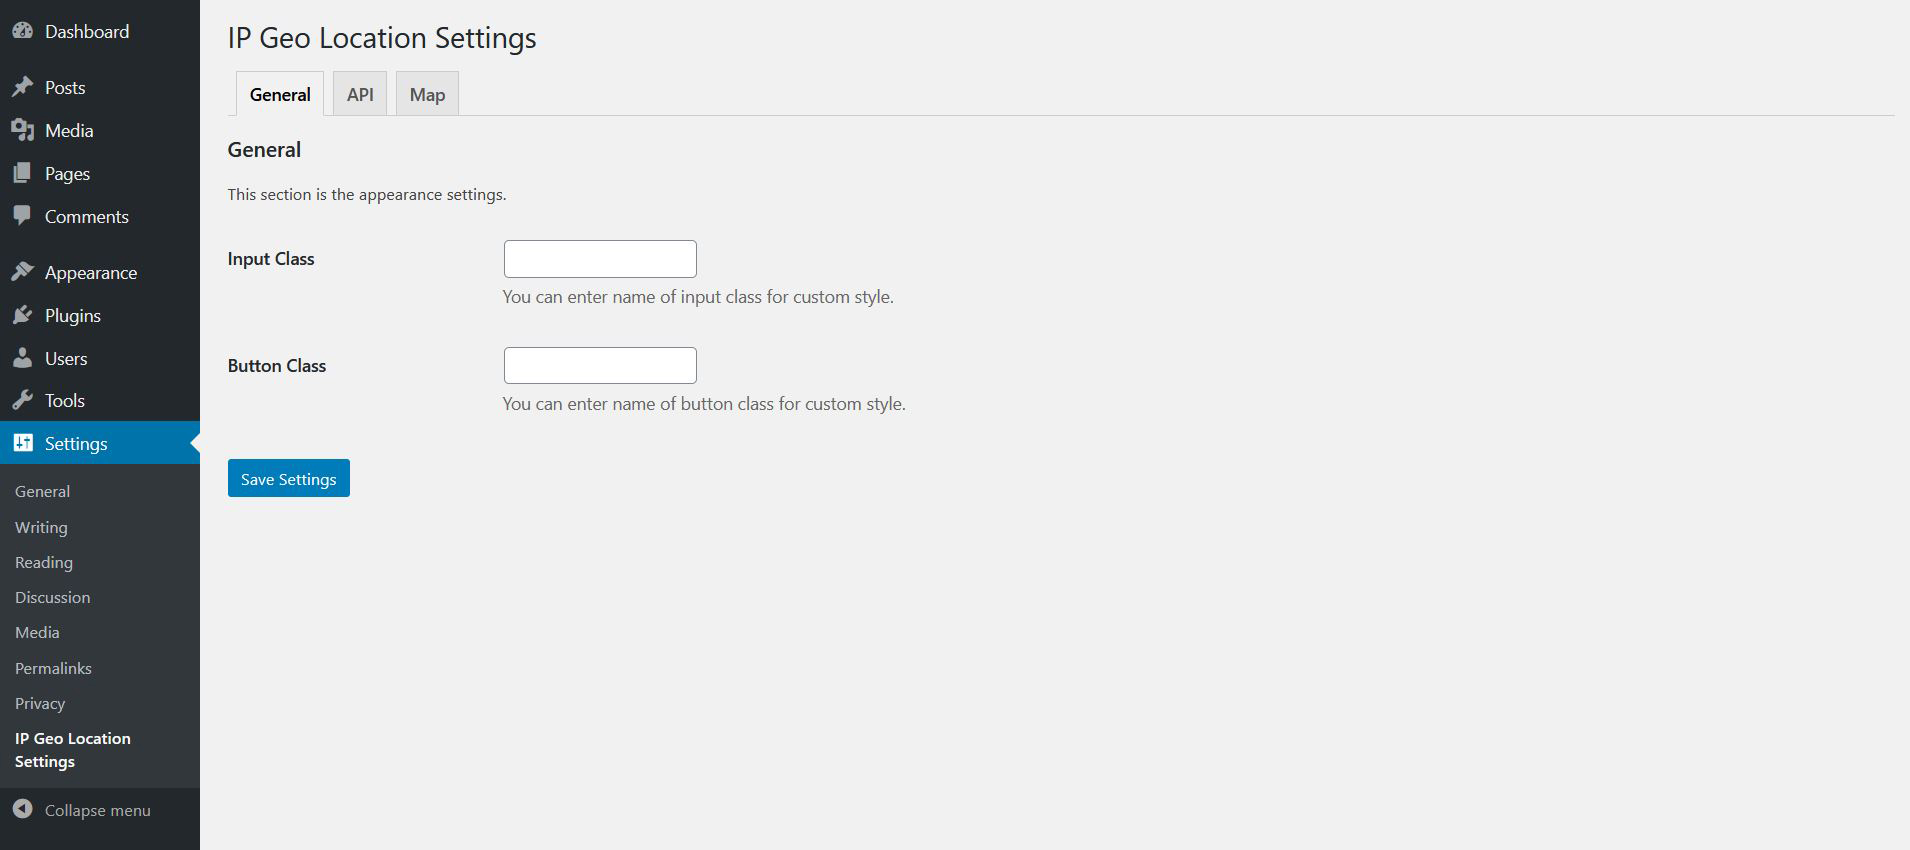 Dashboard
Posts
Media
Pages
Comments
Appearance
Plugins
Users
Tools
Settings
General
Writing
Reading
Discussion
Media
Permalinks
Privacy
IP Geo Location
Settings
Collapse menu
IP Geo Location Settings
General API Map
General
This section is the appearance settings.
Input Class
You can enter name of input class for custom style.
Button Class
You can enter name of button class for custom style.
Save Settings